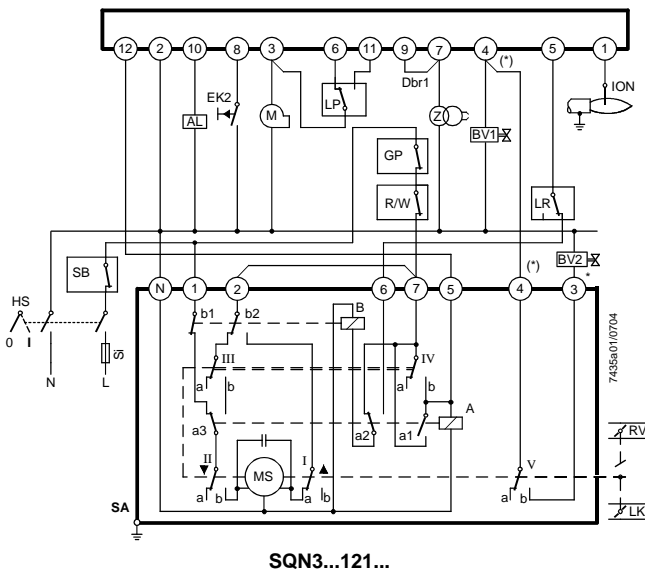 12 2 10 8 3 6 11 9 7 4 (*) 5 1
Dbr1
ION
EK2
LP
AL
M
Z
BV1
GP
R/W
LR
SB
BV2
*
HS
N 1 2 6 7 5 4 (*) 3
0 I
Si
N L
b1 b2
B
III
IV
a b
a b
A
a3
a2 a1
II
MS
I
V
a b
a b
a b
SA
RV
LK
7435a01/0704
SQN3...121...